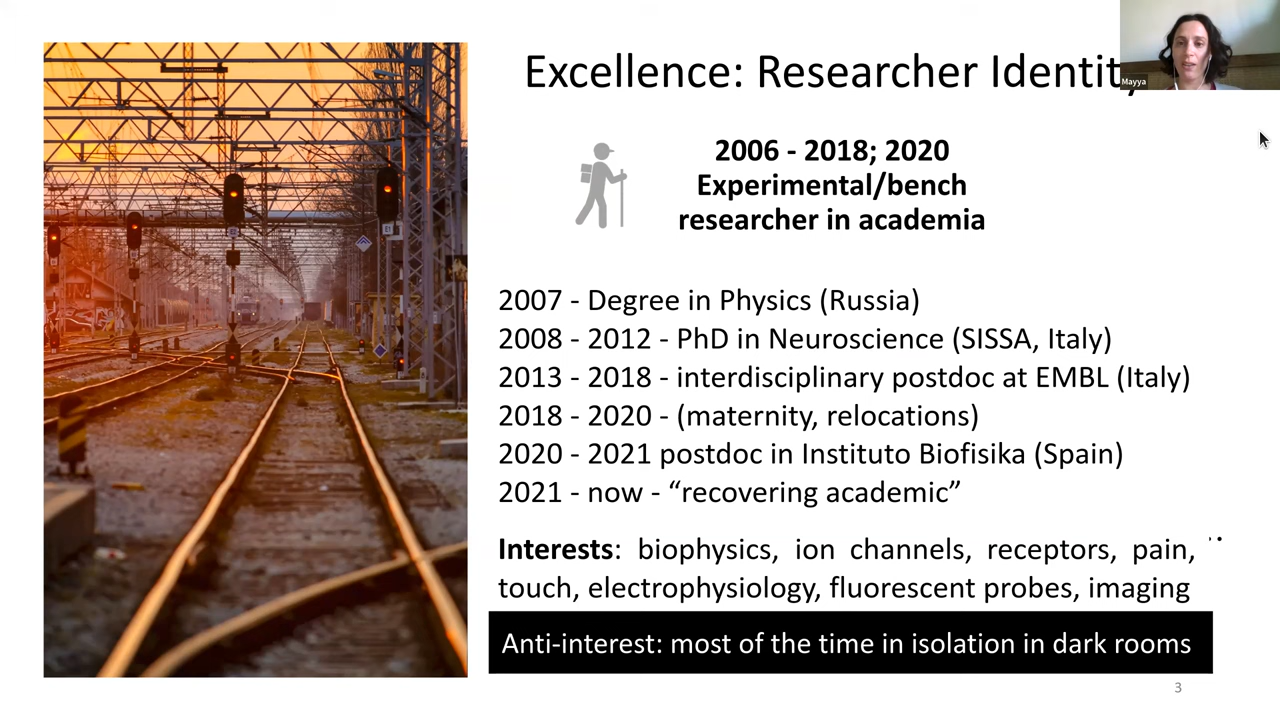 Excellence: Researcher Identity
Mayya
2006 - 2018; 2020
Experimental/bench
researcher in academia
2007 - Degree in Physics (Russia)
2008 - 2012 - PhD in Neuroscience (SISSA, Italy)
2013 - 2018 - interdisciplinary postdoc at EMBL (Italy)
2018 - 2020 - (maternity, relocations)
2020 - 2021 postdoc in Instituto Biofisika (Spain)
2021 - now - “recovering academic”
Interests: biophysics, ion channels, receptors, pain,
touch, electrophysiology, fluorescent probes, imaging
Anti-interest: most of the time in isolation in dark rooms
3